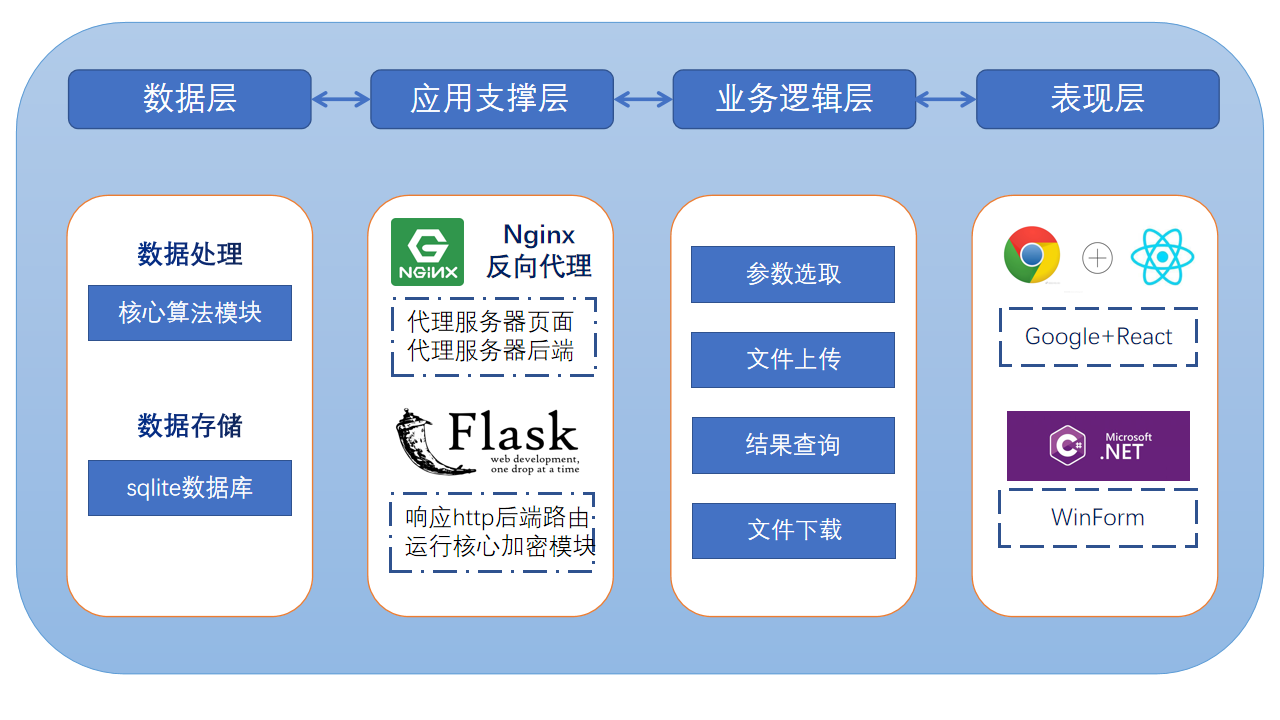 数据层
应用支撑层
业务逻辑层
表现层
数据处理
核心算法模块
数据存储
sqlite数据库
NGINX
Nginx
反向代理
代理服务器页面
代理服务器后端
Flask
web development,
one drop at a time
响应http后端路由
运行核心加密模块
参数选取
文件上传
结果查询
文件下载
Google+React
C#
Microsoft
.NET
WinForm